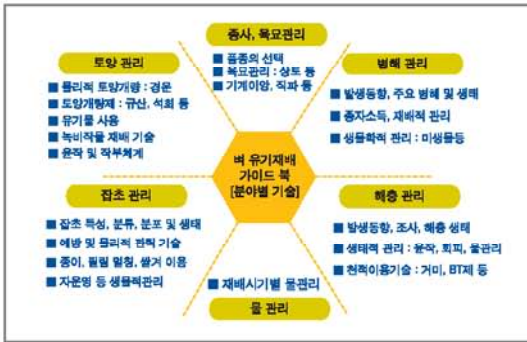 종사, 육묘관리
■ 품종의 선택
■ 육묘관리 : 상토 등
■ 기계이앙, 직파 등
토양 관리
■ 물리적 토양개량 : 경운
■ 토양개량제 : 규산, 석회 등
■ 유기물 사용
■ 녹비작물 재배 기술
■ 윤작 및 작부체계
병해 관리
■ 발생동향, 주요 병해 및 생태
■ 종자소독, 재배적 관리
■ 생물학적 관리 : 미생물등
벼 유기재배
가이드 북
[분야별 기술]
잡초 관리
■ 잡초 특성, 분류, 분포 및 생태
■ 예방 및 물리적 관리 기술
■ 종이, 필름 멀칭, 쌀겨 이용
■ 자운영 등 생물적관리
해충 관리
■ 발생동향, 조사, 해충 생태
■ 생태적 관리 : 윤작, 회피, 물관리
■ 천적이용기술 : 거미, BT제 등
■ 재배시기별 물관리
물 관리